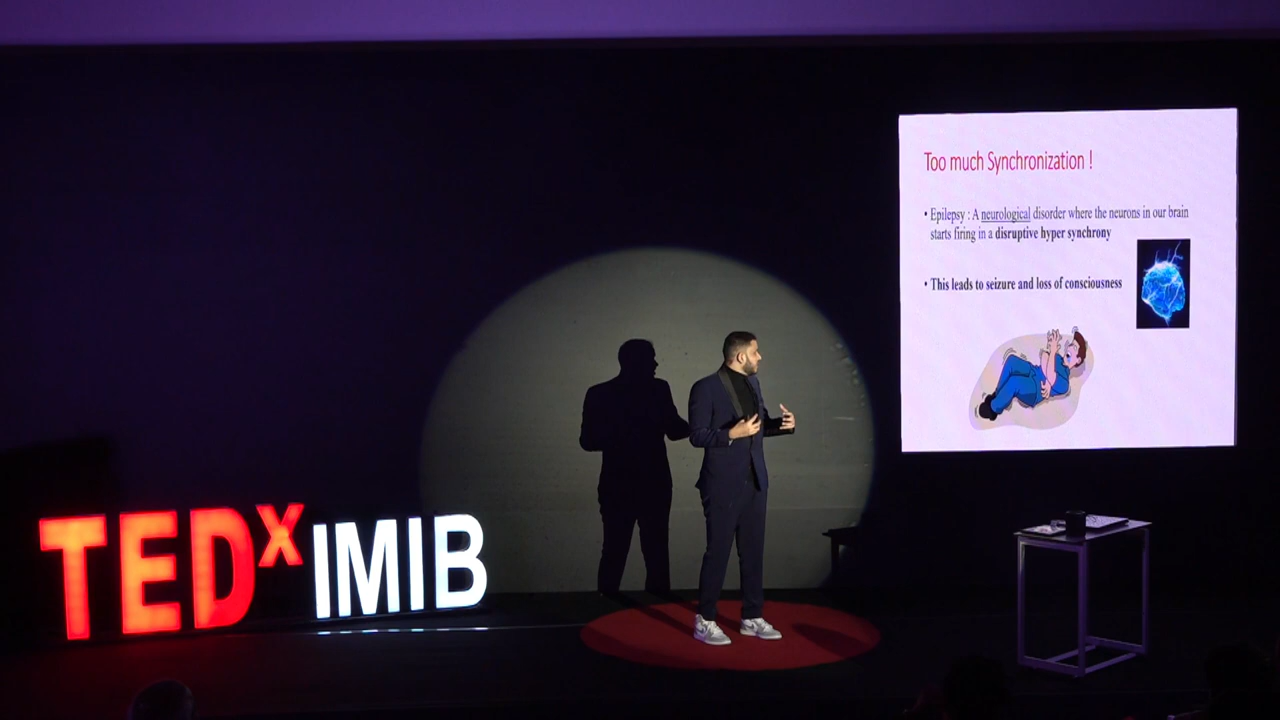 TEDx IMIB
Too much Synchronization !
• Epilepsy : A neurological disorder where the neurons in our brain
starts firing in a disruptive hyper synchrony
• This leads to seizure and loss of consciousness